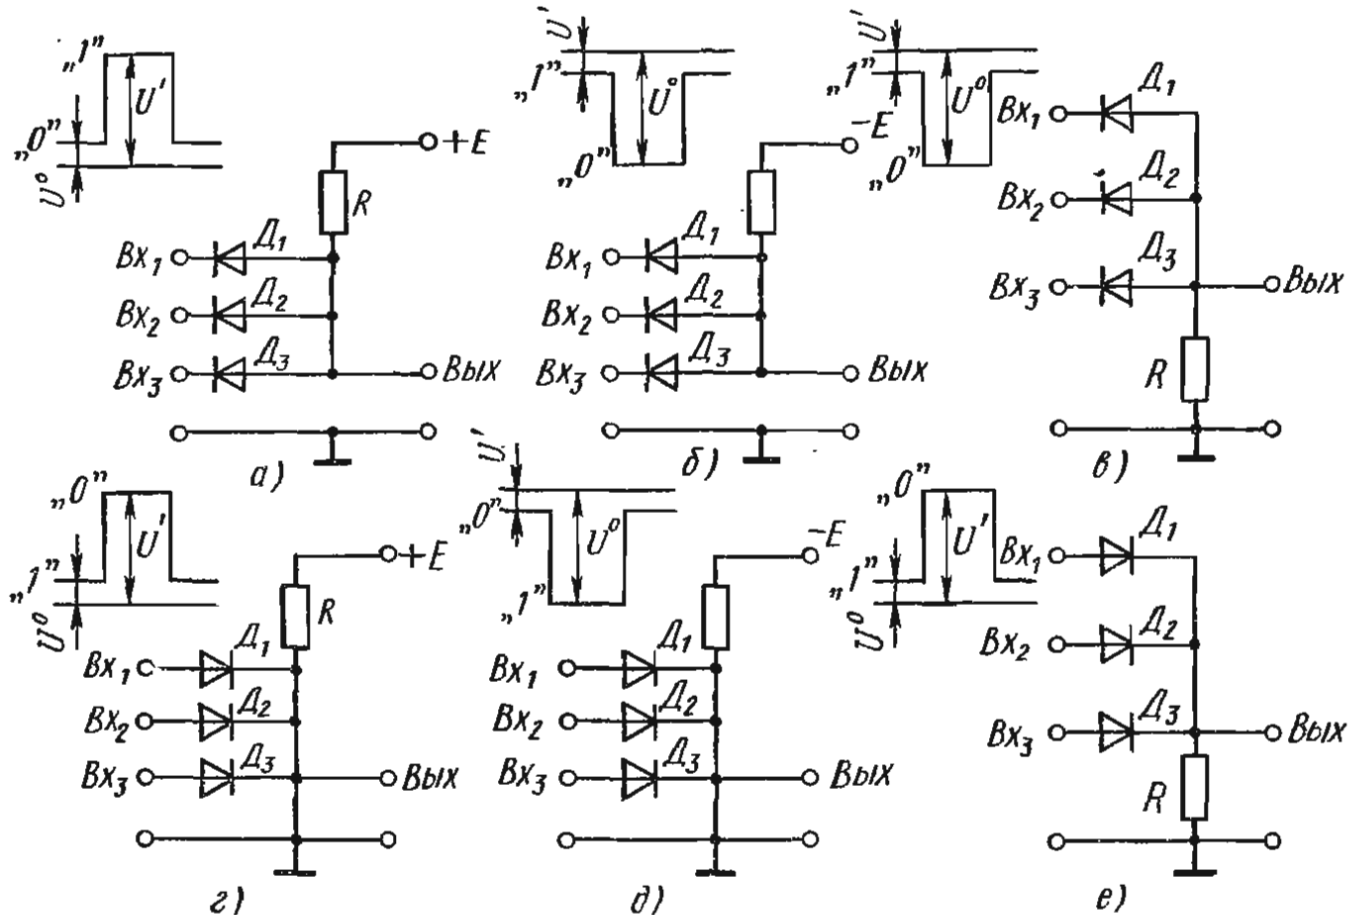 „1”
U'
„0”
U⁰
+E
R
Вх₁
Д₁
Вх₂
Д₂
Вх₃
Д₃
Вых
а)
U'
„1”
U⁰
„0”
−E
Вх₁
Д₁
Вх₂
Д₂
Вх₃
Д₃
Вых
б)
U'
„1”
U⁰
„0”
Вх₁
Д₁
Вх₂
Д₂
Вх₃
Д₃
Вых
R
в)
„0”
U'
„1”
U⁰
+E
R
Вх₁
Д₁
Вх₂
Д₂
Вх₃
Д₃
Вых
г)
U'
„0”
U⁰
„1”
−E
Вх₁
Д₁
Вх₂
Д₂
Вх₃
Д₃
Вых
д)
„0”
U'
„1”
U⁰
Вх₁
Д₁
Вх₂
Д₂
Вх₃
Д₃
Вых
R
е)